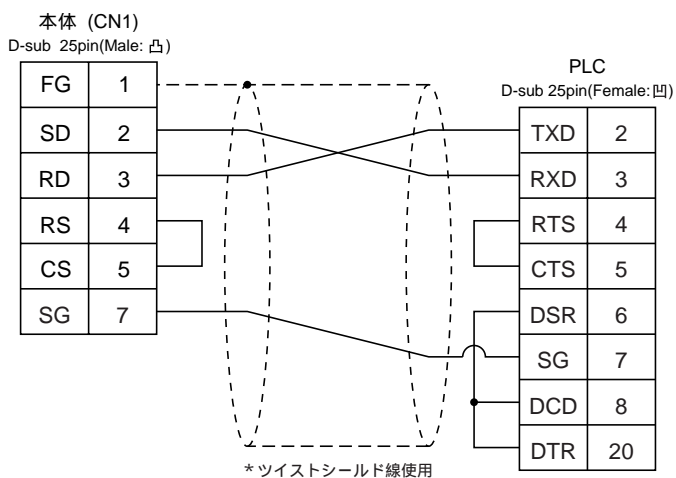 本体 (CN1)
D-sub 25pin(Male: 凸)
FG 1
SD 2
RD 3
RS 4
CS 5
SG 7
PLC
D-sub 25pin(Female:凹)
TXD 2
RXD 3
RTS 4
CTS 5
DSR 6
SG 7
DCD 8
DTR 20
*ツイストシールド線使用